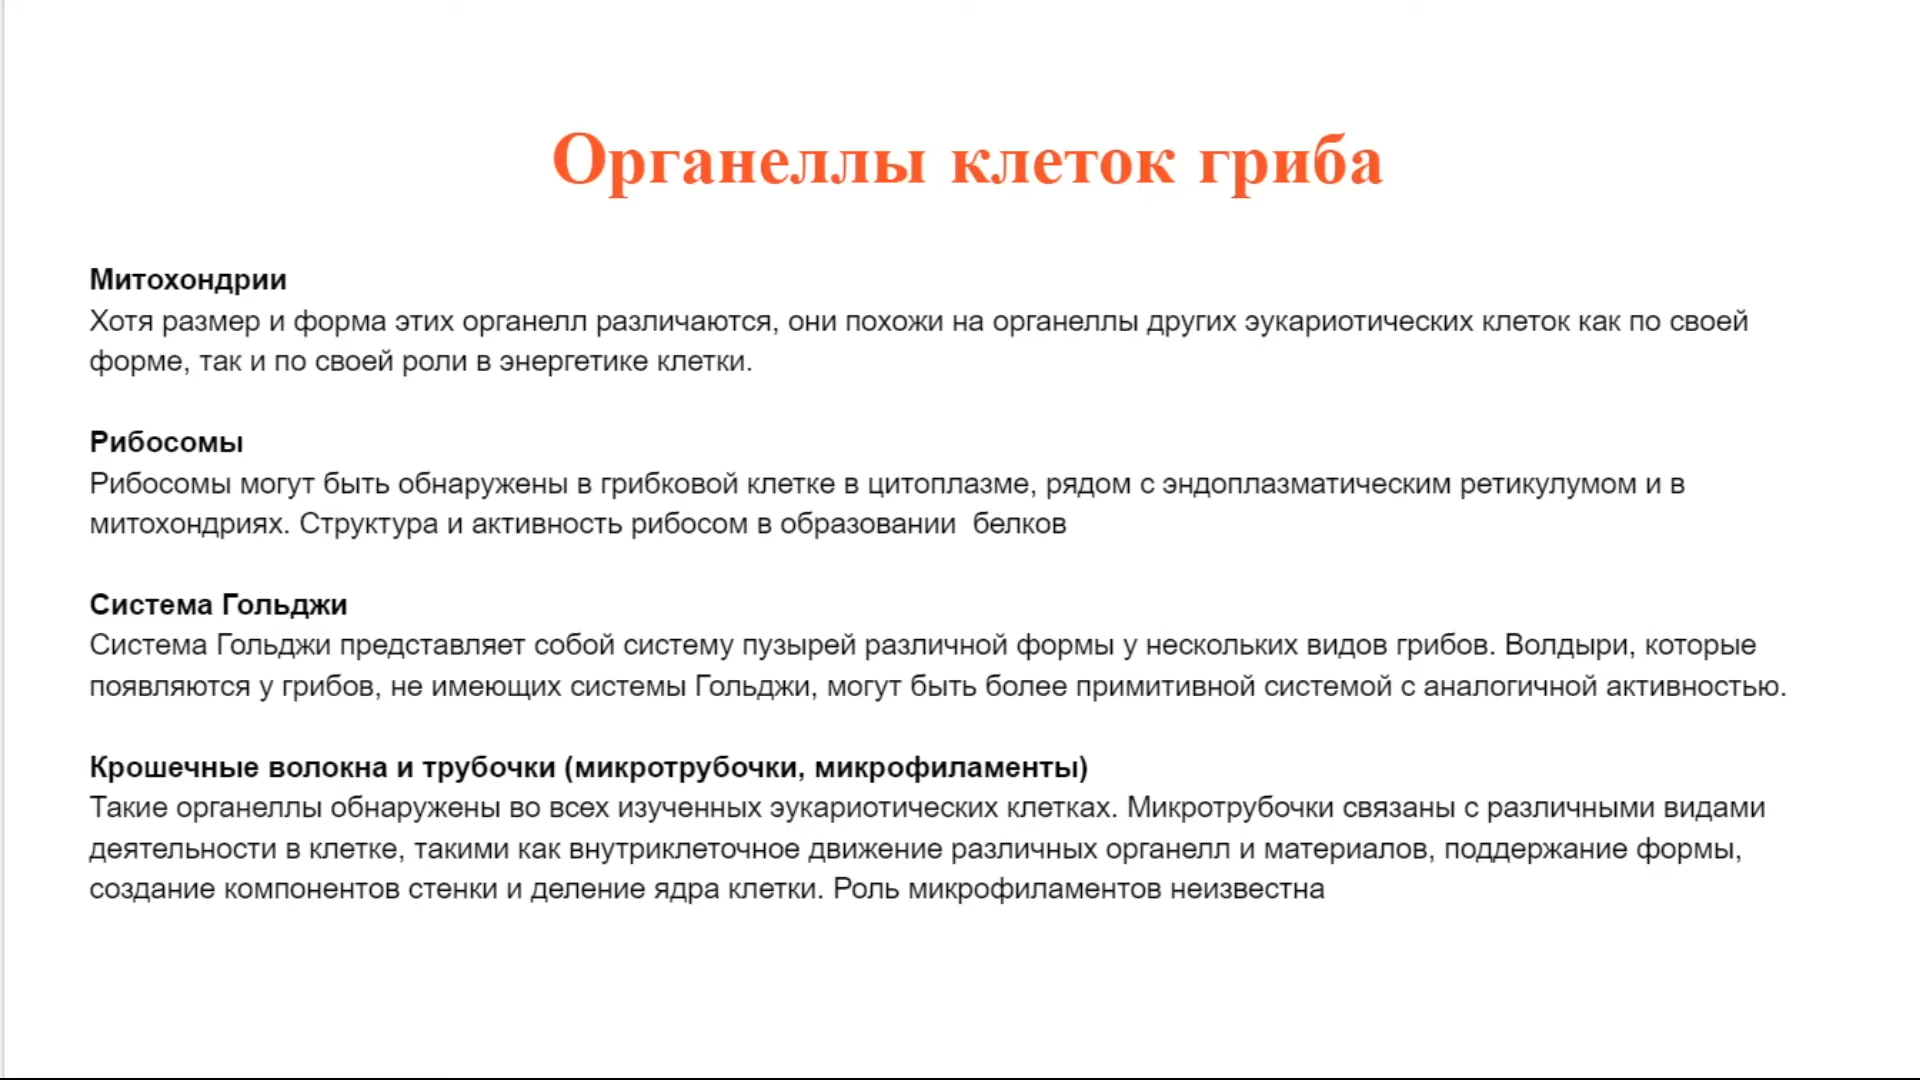 Органеллы клеток гриба
Митохондрии
Хотя размер и форма этих органелл различаются, они похожи на органеллы других эукариотических клеток как по своей
форме, так и по своей роли в энергетике клетки.
Рибосомы
Рибосомы могут быть обнаружены в грибковой клетке в цитоплазме, рядом с эндоплазматическим ретикулумом и в
митохондриях. Структура и активность рибосом в образовании  белков
Система Гольджи
Система Гольджи представляет собой систему пузырей различной формы у нескольких видов грибов. Волдыри, которые
появляются у грибов, не имеющих системы Гольджи, могут быть более примитивной системой с аналогичной активностью.
Крошечные волокна и трубочки (микротрубочки, микрофиламенты)
Такие органеллы обнаружены во всех изученных эукариотических клетках. Микротрубочки связаны с различными видами
деятельности в клетке, такими как внутриклеточное движение различных органелл и материалов, поддержание формы,
создание компонентов стенки и деление ядра клетки. Роль микрофиламентов неизвестна